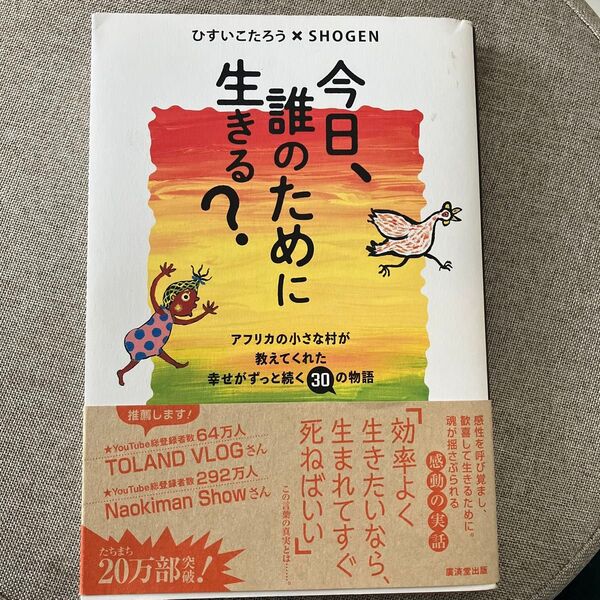 ひすいこたろう×SHOGEN
今日、
誰のために
生きる?
アフリカの小さな村が
教えてくれた
幸せがずっと続く30の物語
感性を呼び覚まし、
歓喜して生きるために。
魂が揺さぶられる
感動の実話
「効率よく
生きたいなら、
生まれてすぐ
死ねばいい」
この言葉の真実とは……。
推薦します!
★YouTube総登録者数64万人
TOLAND VLOGさん
★YouTube総登録者数292万人
Naokiman Showさん
たちまち
20万部突破!
廣済堂出版